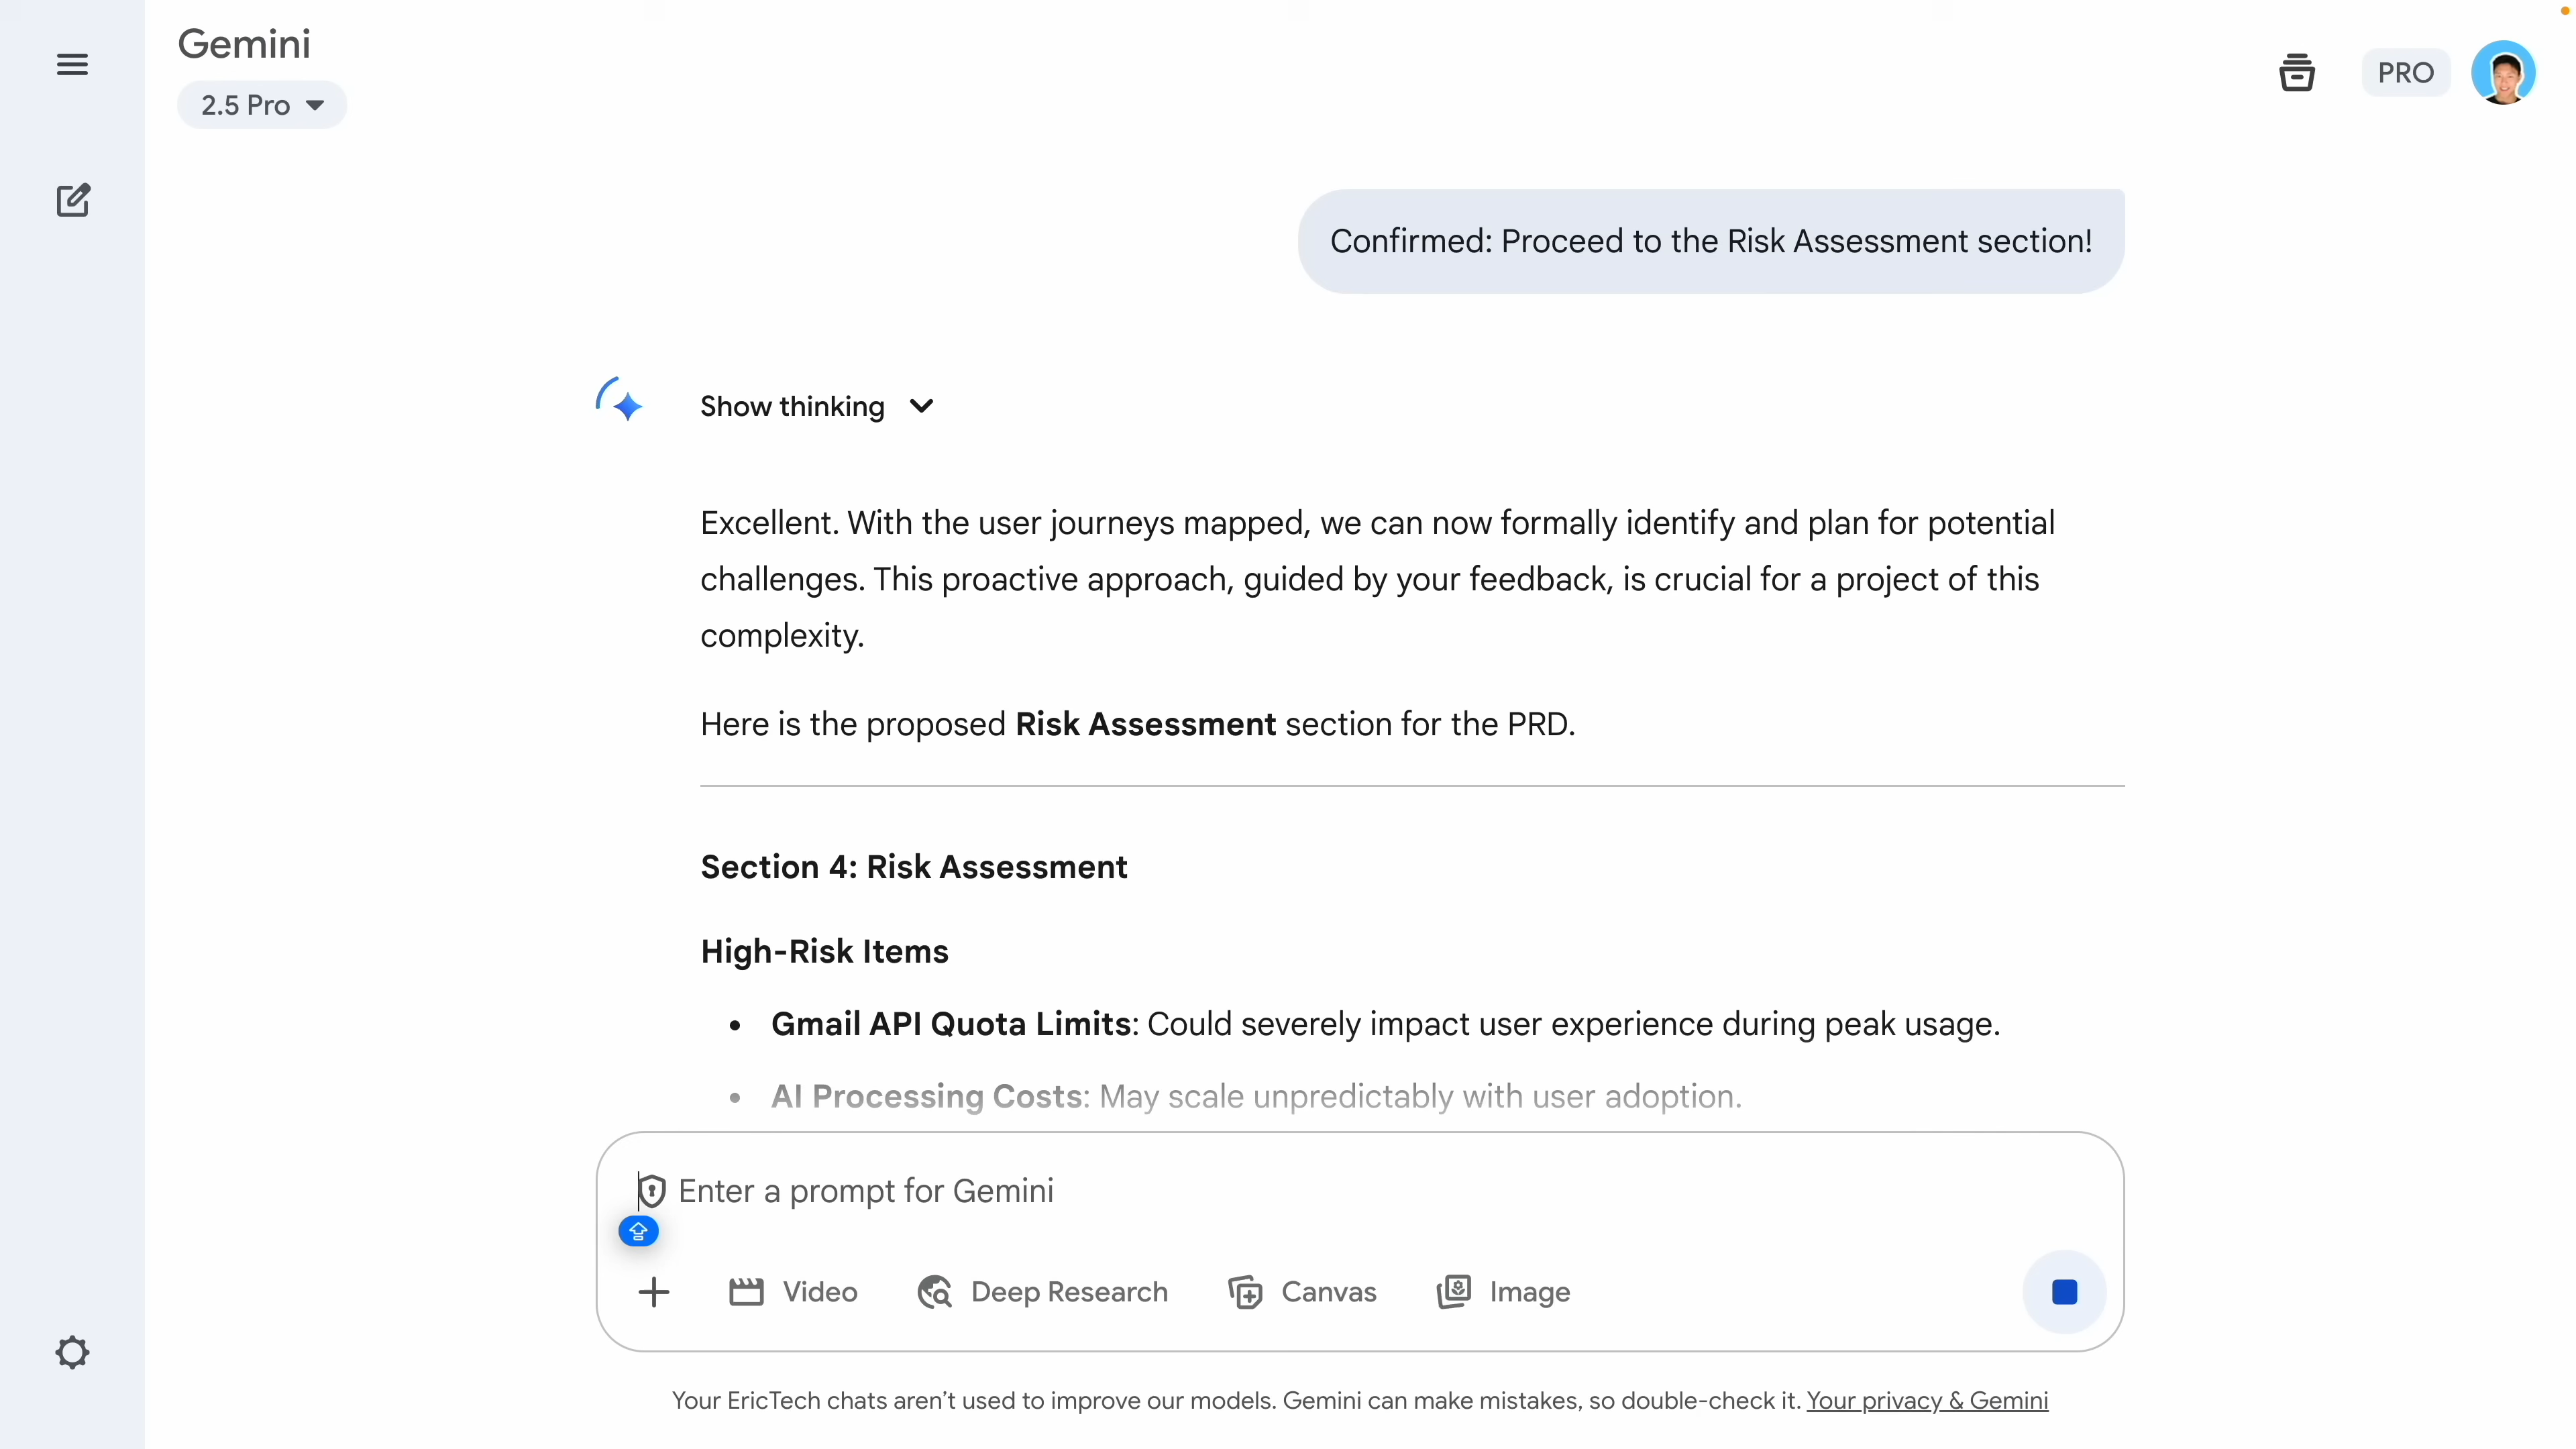 Gemini
2.5 Pro
PRO
Confirmed: Proceed to the Risk Assessment section!
Show thinking
Excellent. With the user journeys mapped, we can now formally identify and plan for potential
challenges. This proactive approach, guided by your feedback, is crucial for a project of this
complexity.
Here is the proposed Risk Assessment section for the PRD.
Section 4: Risk Assessment
High-Risk Items
• Gmail API Quota Limits: Could severely impact user experience during peak usage.
• AI Processing Costs: May scale unpredictably with user adoption.
Enter a prompt for Gemini
Video Deep Research Canvas Image
Your EricTech chats aren’t used to improve our models. Gemini can make mistakes, so double-check it. Your privacy & Gemini